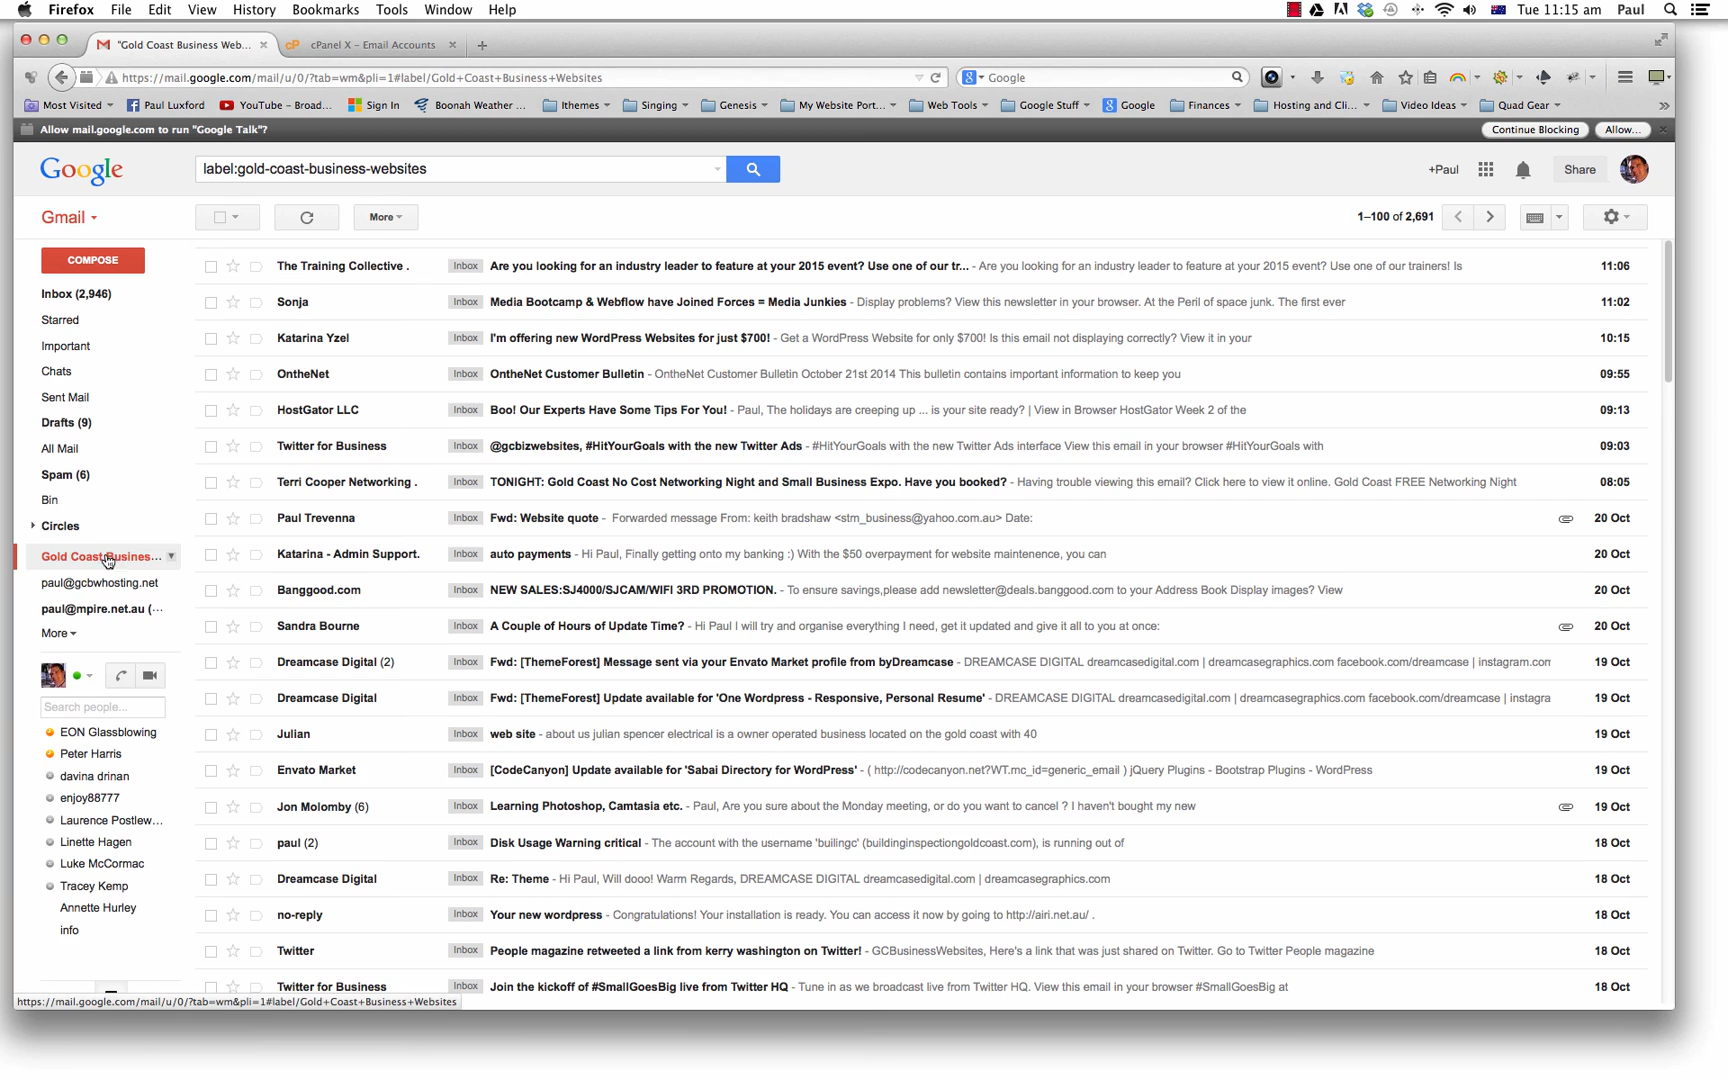 Firefox File Edit View History Bookmarks Tools Window Help Tue 11:15 am Paul
"Gold Coast Business Web... cP cPanel X – Email Accounts
https://mail.google.com/mail/u/0/?tab=wm&pli=1#label/Gold+Coast+Business+Websites Google
Most Visited Paul Luxford YouTube – Broad... Sign In Boonah Weather ... Ithemes Singing Genesis My Website Port... Web Tools Google Stuff Google Finances Hosting and Cli... Video Ideas Quad Gear
Allow mail.google.com to run "Google Talk"? Continue Blocking Allow...
Google label:gold-coast-business-websites +Paul Share
Gmail More 1–100 of 2,691
COMPOSE
Inbox (2,946)
Starred
Important
Chats
Sent Mail
Drafts (9)
All Mail
Spam (6)
Bin
Circles
Gold Coast Busines...
paul@gcbwhosting.net
paul@mpire.net.au (...
More
Search people...
EON Glassblowing
Peter Harris
davina drinan
enjoy88777
Laurence Postlew...
Linette Hagen
Luke McCormac
Tracey Kemp
Annette Hurley
info
The Training Collective . Inbox Are you looking for an industry leader to feature at your 2015 event? Use one of our tr... - Are you looking for an industry leader to feature at your 2015 event? Use one of our trainers! Is 11:06
Sonja Inbox Media Bootcamp & Webflow have Joined Forces = Media Junkies - Display problems? View this newsletter in your browser. At the Peril of space junk. The first ever 11:02
Katarina Yzel Inbox I'm offering new WordPress Websites for just $700! - Get a WordPress Website for only $700! Is this email not displaying correctly? View it in your 10:15
OntheNet Inbox OntheNet Customer Bulletin - OntheNet Customer Bulletin October 21st 2014 This bulletin contains important information to keep you 09:55
HostGator LLC Inbox Boo! Our Experts Have Some Tips For You! - Paul, The holidays are creeping up ... is your site ready? | View in Browser HostGator Week 2 of the 09:13
Twitter for Business Inbox @gcbizwebsites, #HitYourGoals with the new Twitter Ads - #HitYourGoals with the new Twitter Ads interface View this email in your browser #HitYourGoals with 09:03
Terri Cooper Networking . Inbox TONIGHT: Gold Coast No Cost Networking Night and Small Business Expo. Have you booked? - Having trouble viewing this email? Click here to view it online. Gold Coast FREE Networking Night 08:05
Paul Trevenna Inbox Fwd: Website quote - Forwarded message From: keith bradshaw <stm_business@yahoo.com.au> Date: 20 Oct
Katarina - Admin Support. Inbox auto payments - Hi Paul, Finally getting onto my banking :) With the $50 overpayment for website maintenence, you can 20 Oct
Banggood.com Inbox NEW SALES:SJ4000/SJCAM/WIFI 3RD PROMOTION. - To ensure savings,please add newsletter@deals.banggood.com to your Address Book Display images? View 20 Oct
Sandra Bourne Inbox A Couple of Hours of Update Time? - Hi Paul I will try and organise everything I need, get it updated and give it all to you at once: 20 Oct
Dreamcase Digital (2) Inbox Fwd: [ThemeForest] Message sent via your Envato Market profile from byDreamcase - DREAMCASE DIGITAL dreamcasedigital.com | dreamcasegraphics.com facebook.com/dreamcase | instagram.com 19 Oct
Dreamcase Digital Inbox Fwd: [ThemeForest] Update available for 'One Wordpress - Responsive, Personal Resume' - DREAMCASE DIGITAL dreamcasedigital.com | dreamcasegraphics.com facebook.com/dreamcase | instagra 19 Oct
Julian Inbox web site - about us julian spencer electrical is a owner operated business located on the gold coast with 40 19 Oct
Envato Market Inbox [CodeCanyon] Update available for 'Sabai Directory for WordPress' - ( http://codecanyon.net?WT.mc_id=generic_email ) jQuery Plugins - Bootstrap Plugins - WordPress 19 Oct
Jon Molomby (6) Inbox Learning Photoshop, Camtasia etc. - Paul, Are you sure about the Monday meeting, or do you want to cancel ? I haven't bought my new 19 Oct
paul (2) Inbox Disk Usage Warning critical - The account with the username 'builingc' (buildinginspectiongoldcoast.com), is running out of 18 Oct
Dreamcase Digital Inbox Re: Theme - Hi Paul, Will dooo! Warm Regards, DREAMCASE DIGITAL dreamcasedigital.com | dreamcasegraphics.com 18 Oct
no-reply Inbox Your new wordpress - Congratulations! Your installation is ready. You can access it now by going to http://airi.net.au/ . 18 Oct
Twitter Inbox People magazine retweeted a link from kerry washington on Twitter! - GCBusinessWebsites, Here's a link that was just shared on Twitter. Go to Twitter People magazine 18 Oct
Twitter for Business Inbox Join the kickoff of #SmallGoesBig live from Twitter HQ - Tune in as we broadcast live from Twitter HQ. View this email in your browser #SmallGoesBig at 18 Oct
https://mail.google.com/mail/u/0/?tab=wm&pli=1#label/Gold+Coast+Business+Websites